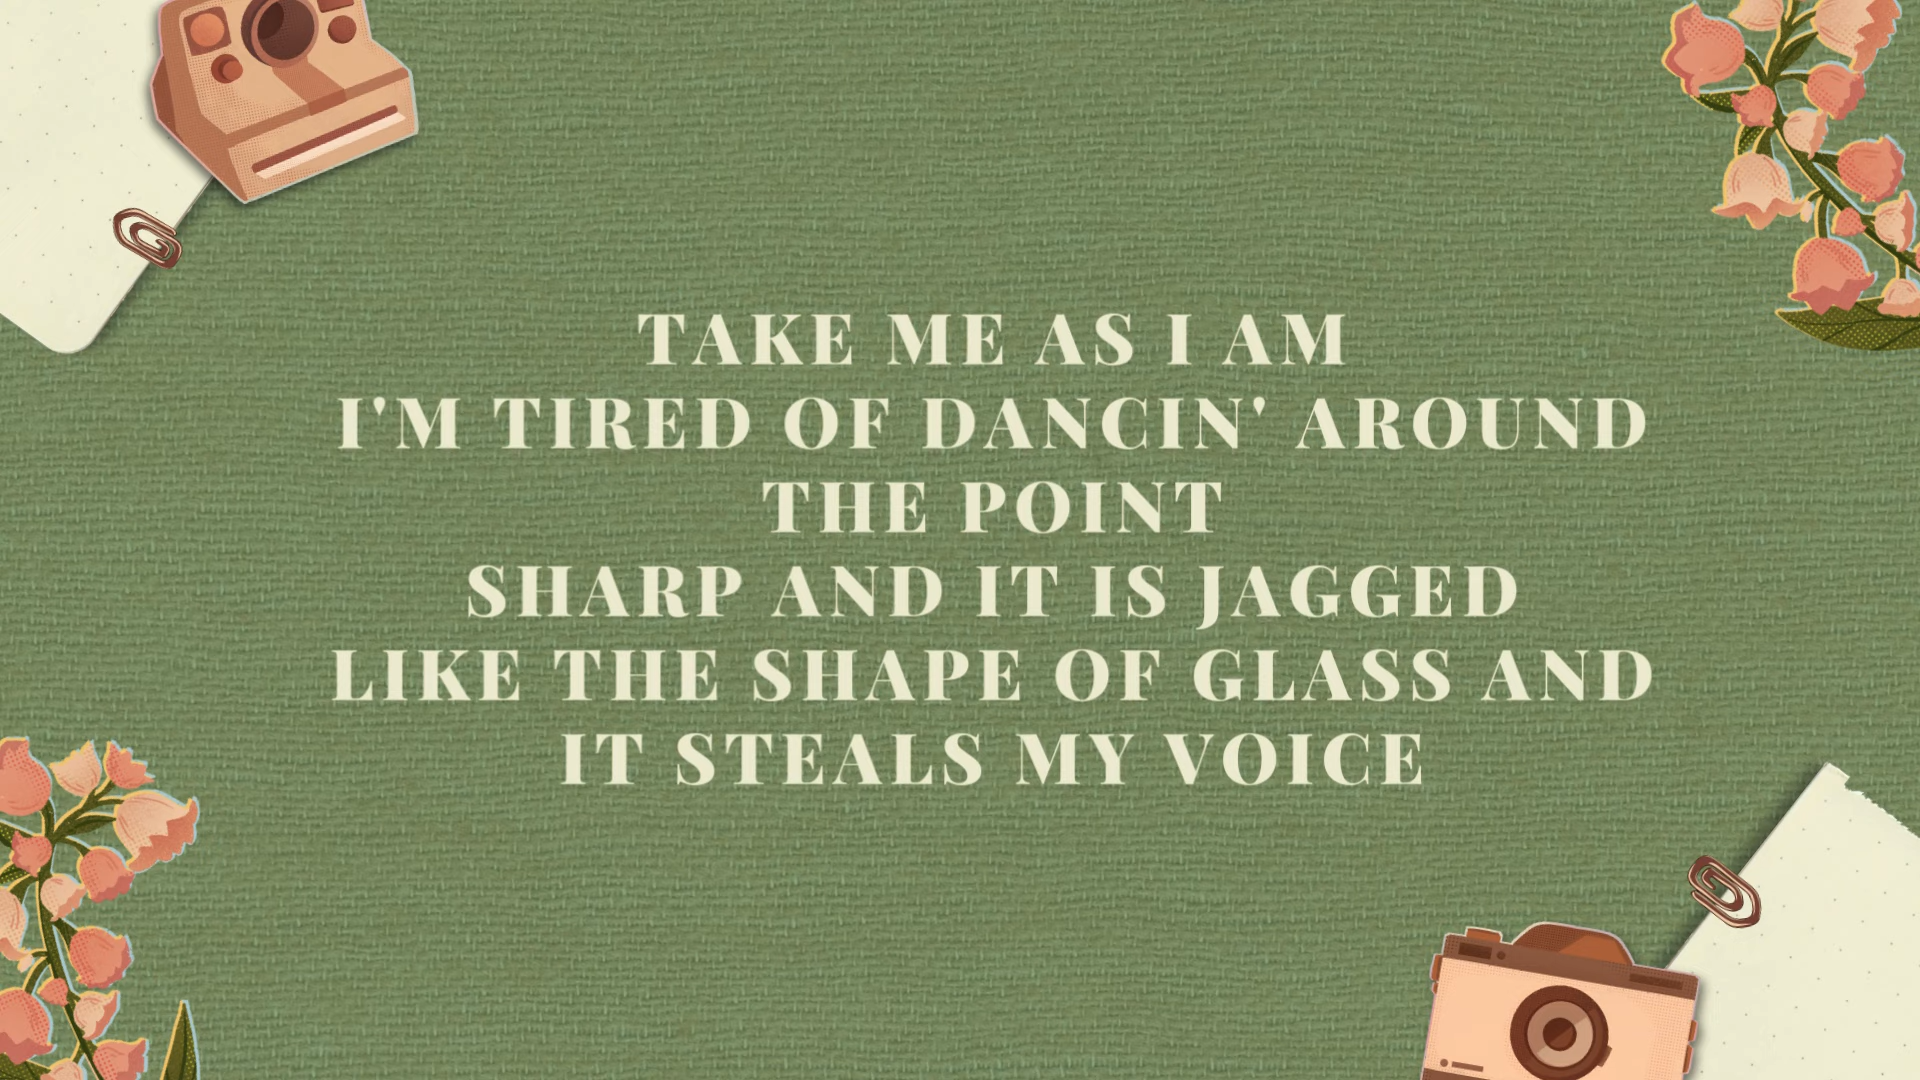 TAKE ME AS I AM
I'M TIRED OF DANCIN' AROUND
THE POINT
SHARP AND IT IS JAGGED
LIKE THE SHAPE OF GLASS AND
IT STEALS MY VOICE